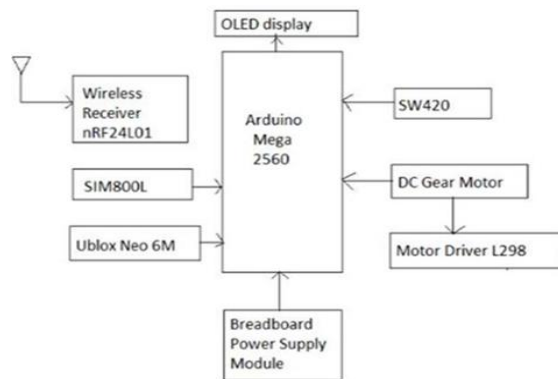 OLED display
Wireless
Receiver
nRF24L01
Arduino
Mega
2560
SW420
SIM800L
DC Gear Motor
Ublox Neo 6M
Motor Driver L298
Breadboard
Power Supply
Module